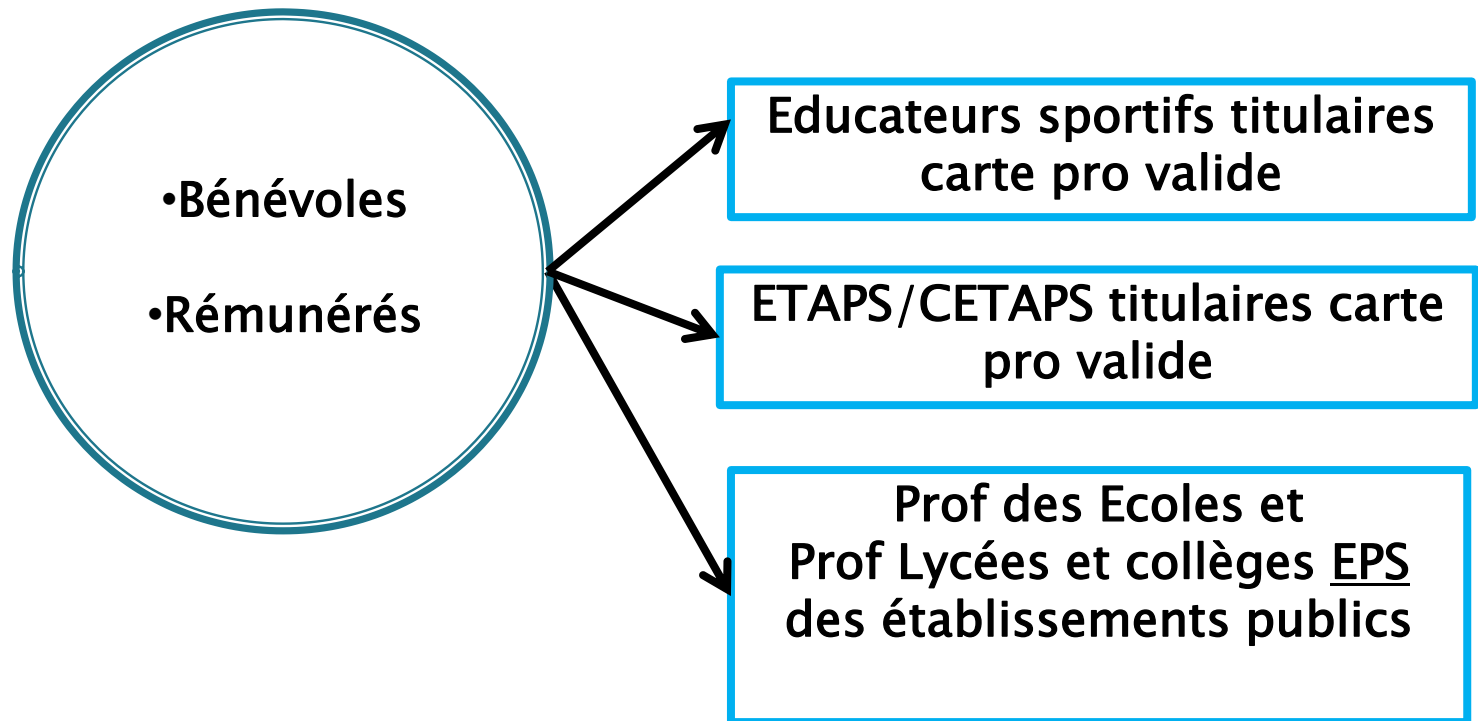 •Bénévoles
•Rémunérés
Educateurs sportifs titulaires
carte pro valide
ETAPS/CETAPS titulaires carte
pro valide
Prof des Ecoles et
Prof Lycées et collèges EPS
des établissements publics